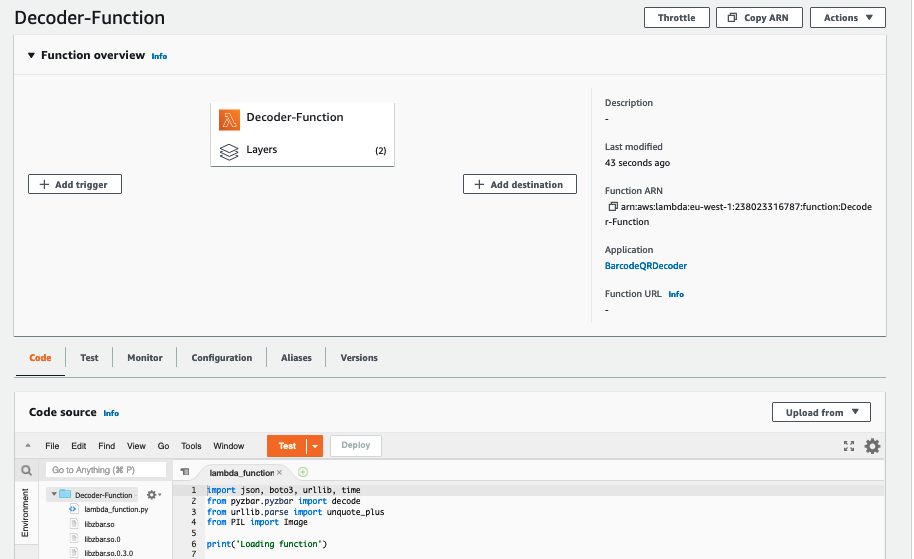 Decoder-Function
Throttle
Copy ARN
Actions
Function overview Info
Decoder-Function
Layers (2)
Add trigger
Add destination
Description
-
Last modified
43 seconds ago
Function ARN
arn:aws:lambda:eu-west-1:238023316787:function:Decode
r-Function
Application
BarcodeQRDecoder
Function URL Info
-
Code Test Monitor Configuration Aliases Versions
Code source Info
Upload from
File Edit Find View Go Tools Window Test Deploy
Go to Anything (⌘ P)
lambda_function
Environment
Decoder-Function
lambda_function.py
libzbar.so
libzbar.so.0
libzbar.so.0.3.0
1 import json, boto3, urllib, time
2 from pyzbar.pyzbar import decode
3 from urllib.parse import unquote_plus
4 from PIL import Image
5
6 print('Loading function')
7